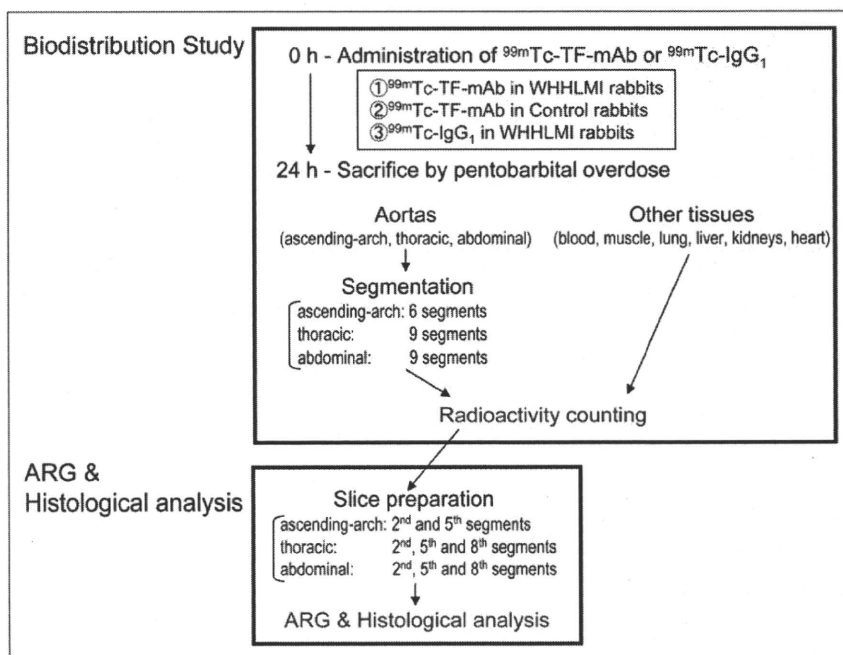 Biodistribution Study
0 h - Administration of 99mTc-TF-mAb or 99mTc-IgG1
①99mTc-TF-mAb in WHHLMI rabbits
②99mTc-TF-mAb in Control rabbits
③99mTc-IgG1 in WHHLMI rabbits
24 h - Sacrifice by pentobarbital overdose
Aortas
(ascending-arch, thoracic, abdominal)
Other tissues
(blood, muscle, lung, liver, kidneys, heart)
Segmentation
ascending-arch: 6 segments
thoracic: 9 segments
abdominal: 9 segments
Radioactivity counting
ARG &
Histological analysis
Slice preparation
ascending-arch: 2nd and 5th segments
thoracic: 2nd, 5th and 8th segments
abdominal: 2nd, 5th and 8th segments
ARG & Histological analysis